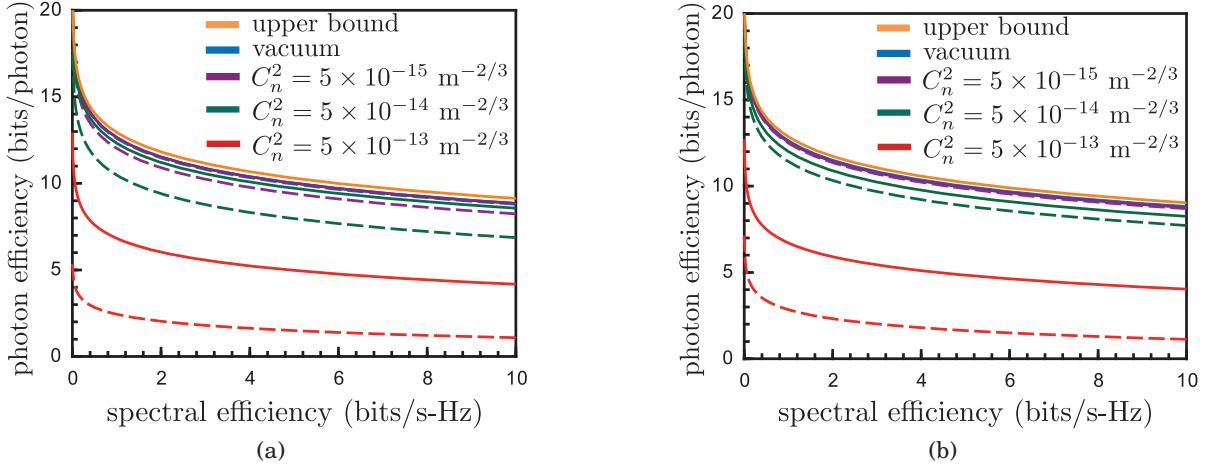 20
15
10
5
0
photon efficiency (bits/photon)
upper bound
vacuum
C_n^2 = 5 × 10^{-15} m^{-2/3}
C_n^2 = 5 × 10^{-14} m^{-2/3}
C_n^2 = 5 × 10^{-13} m^{-2/3}
0 2 4 6 8 10
spectral efficiency (bits/s-Hz)
(a)
20
15
10
5
0
photon efficiency (bits/photon)
upper bound
vacuum
C_n^2 = 5 × 10^{-15} m^{-2/3}
C_n^2 = 5 × 10^{-14} m^{-2/3}
C_n^2 = 5 × 10^{-13} m^{-2/3}
0 2 4 6 8 10
spectral efficiency (bits/s-Hz)
(b)